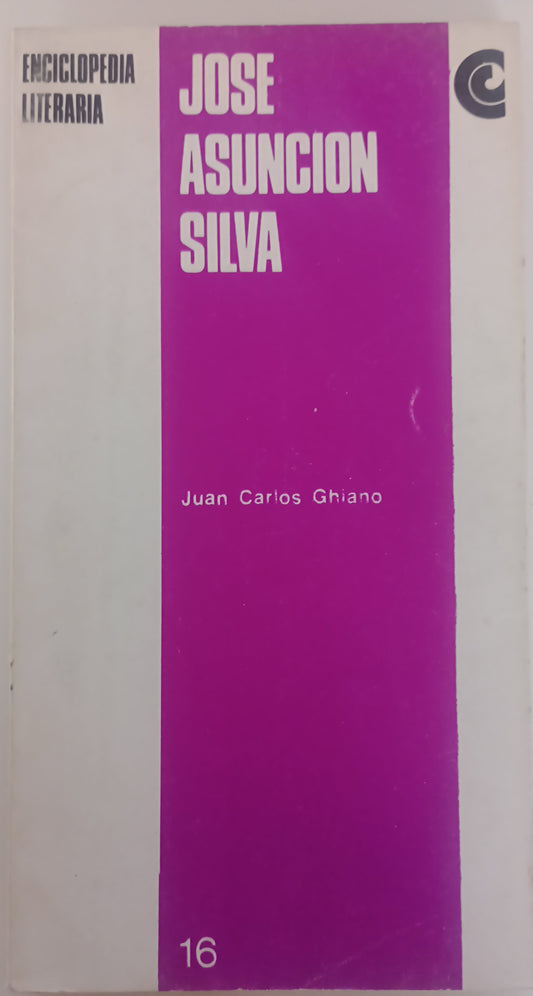 ENCICLOPEDIA
LITERARIA
JOSE
ASUNCION
SILVA
Juan Carlos Ghiano
16